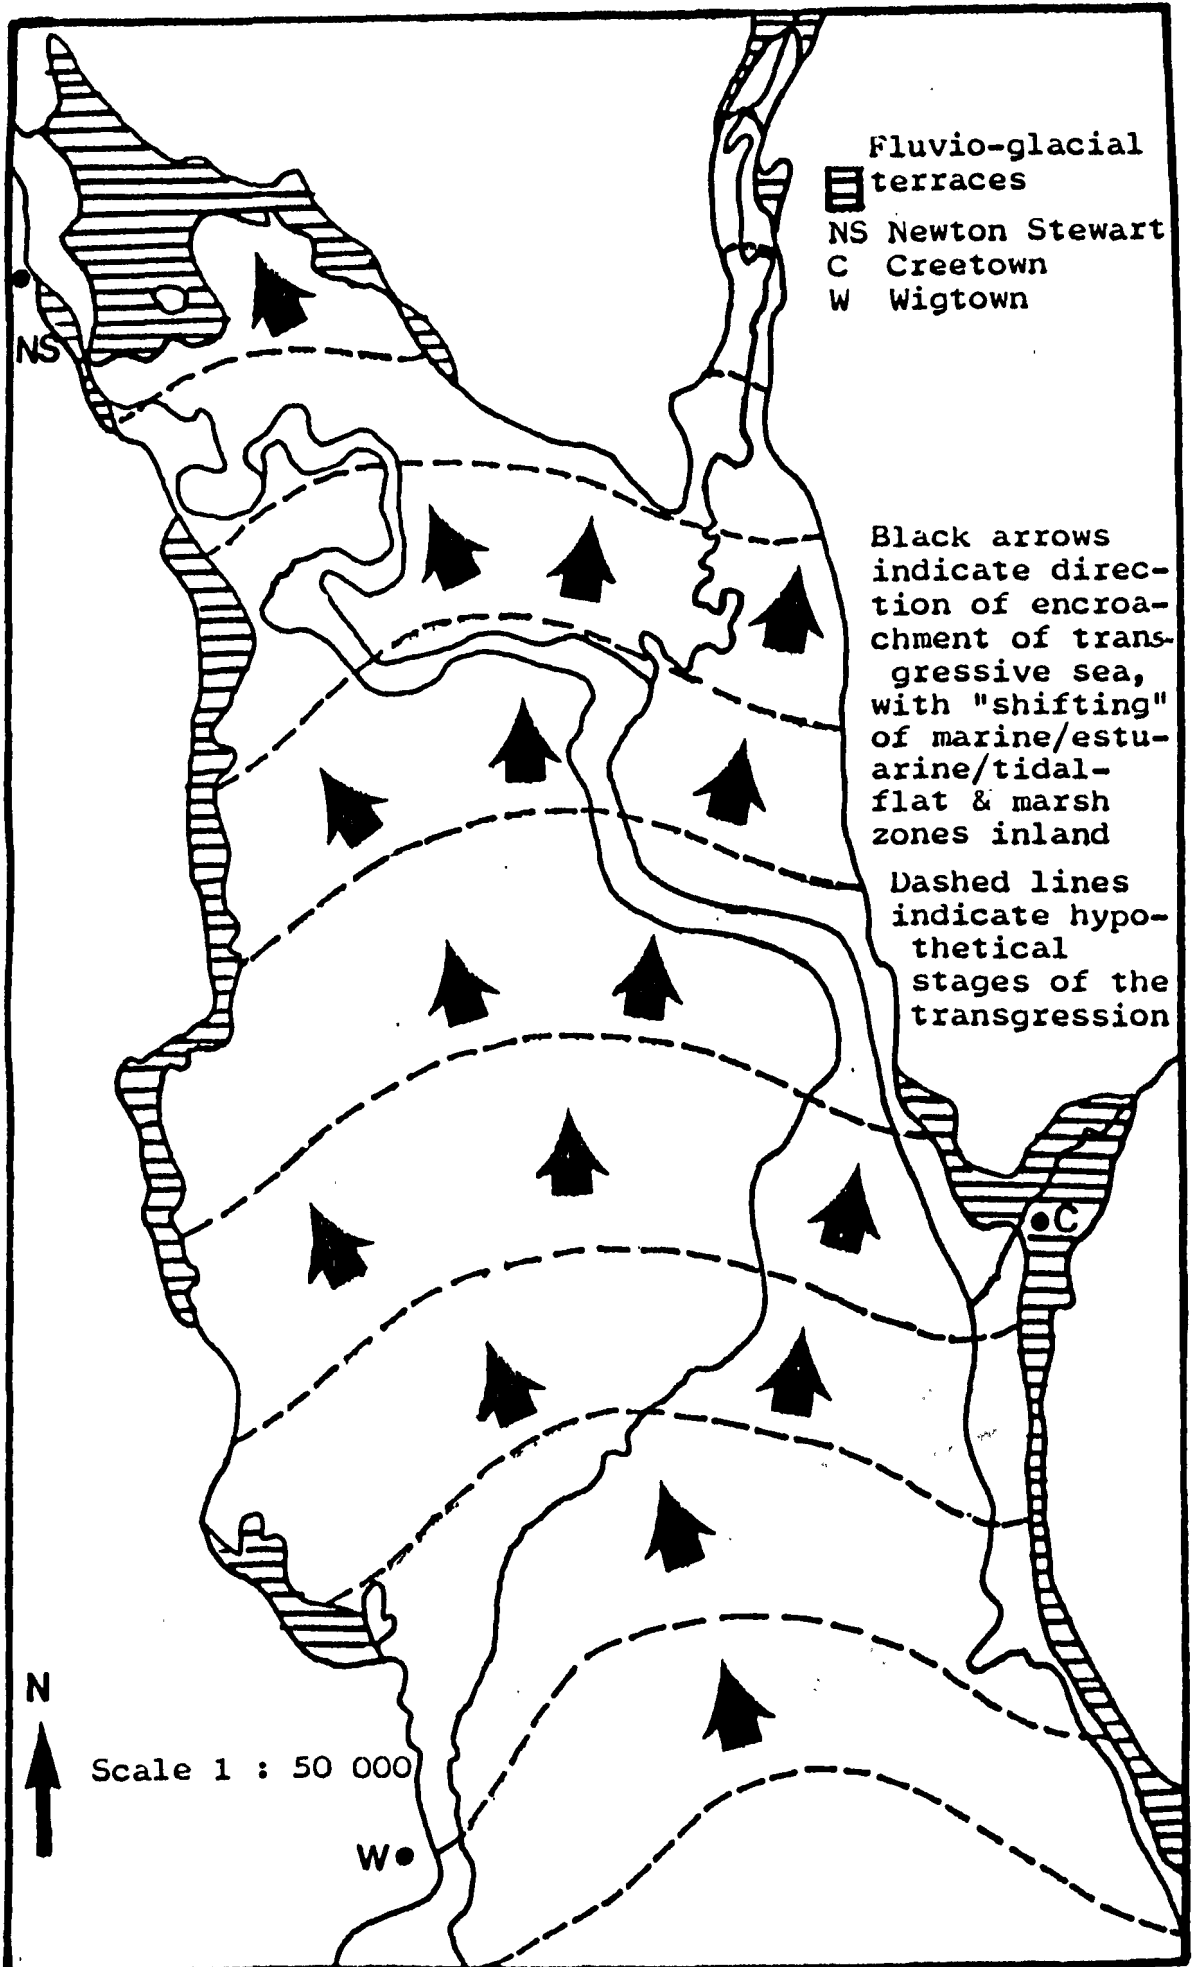 Fluvio-glacial
terraces
NS Newton Stewart
C Creetown
W Wigtown
NS
Black arrows
indicate direc-
tion of encroa-
chment of trans-
gressive sea,
with "shifting"
of marine/estu-
arine/tidal-
flat & marsh
zones inland
Dashed lines
indicate hypo-
thetical
stages of the
transgression
C
N
Scale 1 : 50 000
W